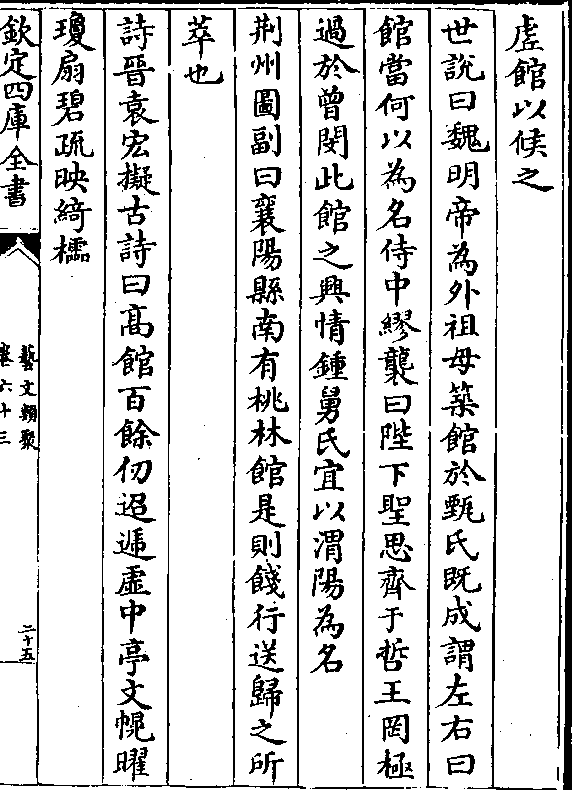 虛館以候之
世說曰魏明帝為外祖母築館於甄氏既成謂左右曰
館當何以為名侍中繆襲曰陛下聖思齊于哲王罔極
過於曾閔此館之興情鍾舅氏宜以渭陽為名
荆州圖副曰襄陽縣南有桃林館是則餞行送歸之所
萃也
詩晉袁宏擬古詩曰髙館百餘仞迢遞虛中亭文幌曜
瓊扇碧疏映綺櫺
欽定四庫全書
藝文類聚
卷六十三
二十五